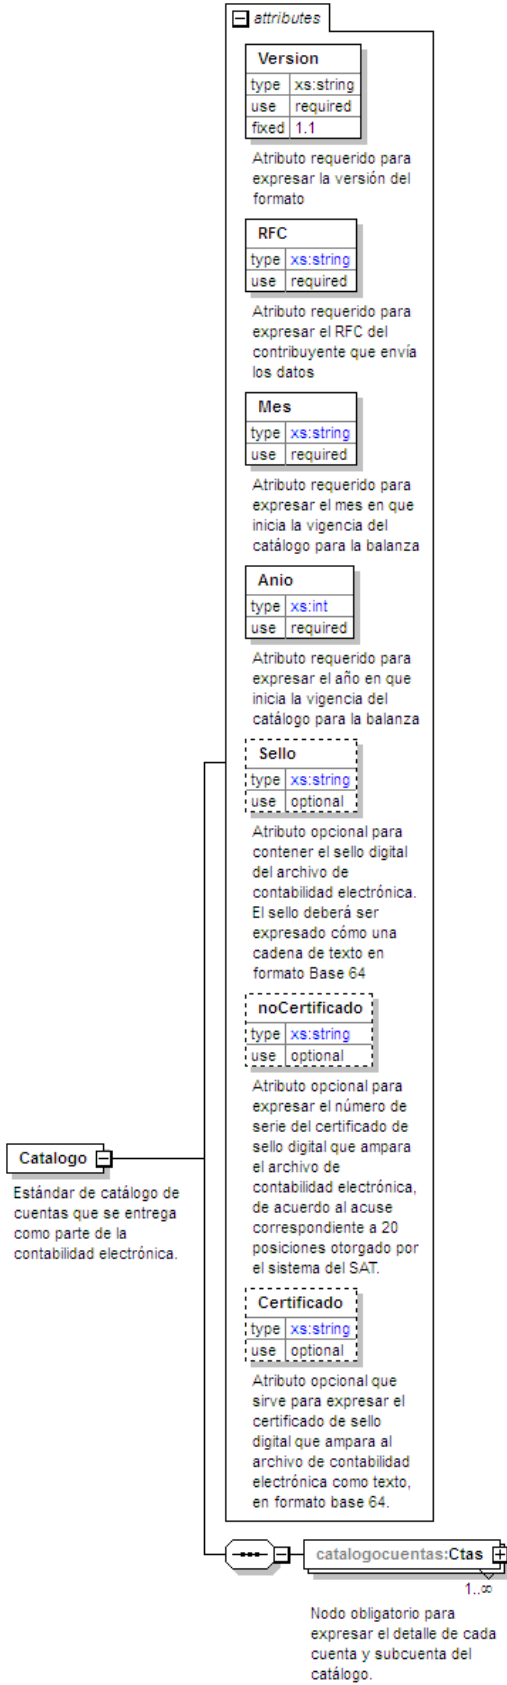 attributes
Version
type xs:string
use required
fixed 1.1
Atributo requerido para
expresar la versión del
formato
RFC
type xs:string
use required
Atributo requerido para
expresar el RFC del
contribuyente que envía
los datos
Mes
type xs:string
use required
Atributo requerido para
expresar el mes en que
inicia la vigencia del
catálogo para la balanza
Anio
type xs:int
use required
Atributo requerido para
expresar el año en que
inicia la vigencia del
catálogo para la balanza
Sello
type xs:string
use optional
Atributo opcional para
contener el sello digital
del archivo de
contabilidad electrónica.
El sello deberá ser
expresado cómo una
cadena de texto en
formato Base 64
noCertificado
type xs:string
use optional
Atributo opcional para
expresar el número de
serie del certificado de
sello digital que ampara
el archivo de
contabilidad electrónica,
de acuerdo al acuse
correspondiente a 20
posiciones otorgado por
el sistema del SAT.
Catalogo
Estándar de catálogo de
cuentas que se entrega
como parte de la
contabilidad electrónica.
Certificado
type xs:string
use optional
Atributo opcional que
sirve para expresar el
certificado de sello
digital que ampara al
archivo de contabilidad
electrónica como texto,
en formato base 64.
catalogocuentas:Ctas
1..∞
Nodo obligatorio para
expresar el detalle de cada
cuenta y subcuenta del
catálogo.